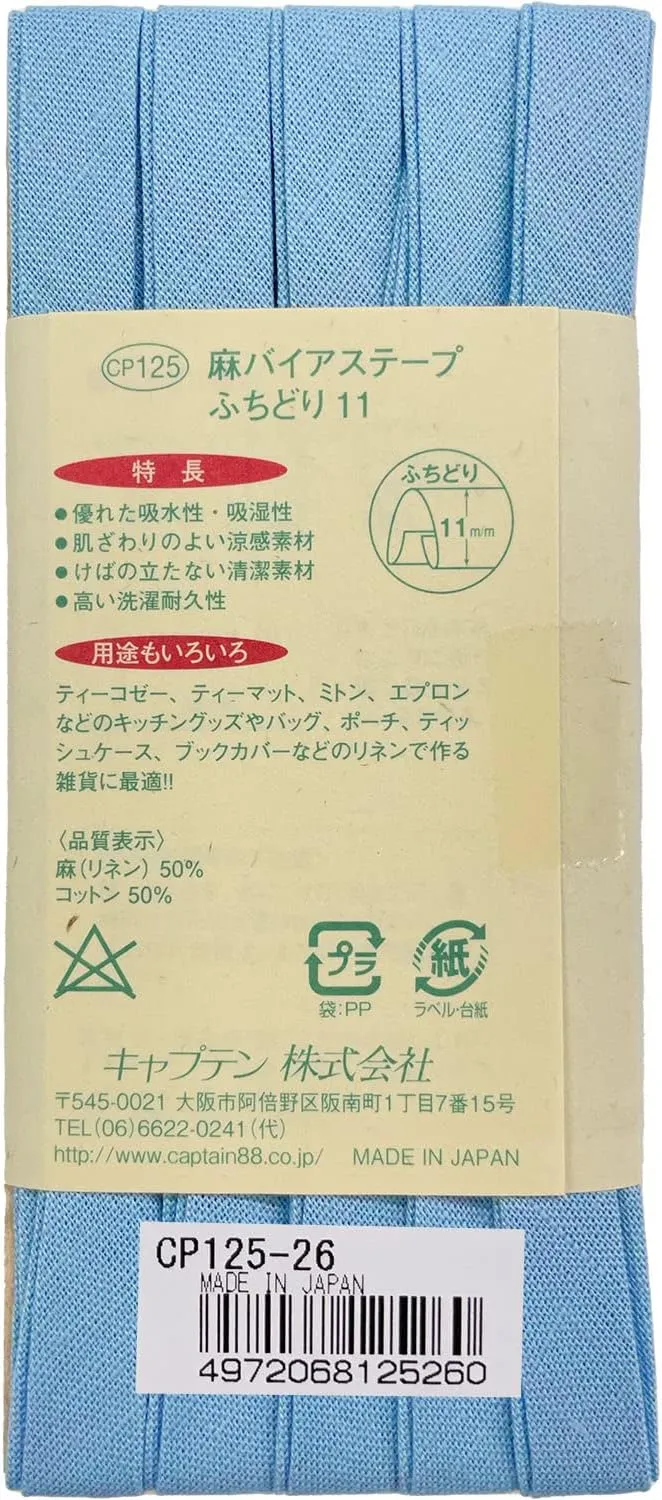 CP125 麻バイアステープ
ふちどり 11
特 長
●優れた吸水性・吸湿性
●肌ざわりのよい涼感素材
●けばの立たない清潔素材
●高い洗濯耐久性
ふちどり
11m/m
用途もいろいろ
ティーコゼー、ティーマット、ミトン、エプロン
などのキッチングッズやバッグ、ポーチ、ティッ
シュケース、ブックカバーなどのリネンで作る
雑貨に最適!!
〈品質表示〉
麻(リネン) 50%
コットン 50%
プラ
袋:PP
紙
ラベル・台紙
キャプテン 株式会社
〒545-0021 大阪市阿倍野区阪南町1丁目7番15号
TEL(06)6622-0241(代)
http://www.captain88.co.jp/ MADE IN JAPAN
CP125-26
MADE IN JAPAN
4972068125260